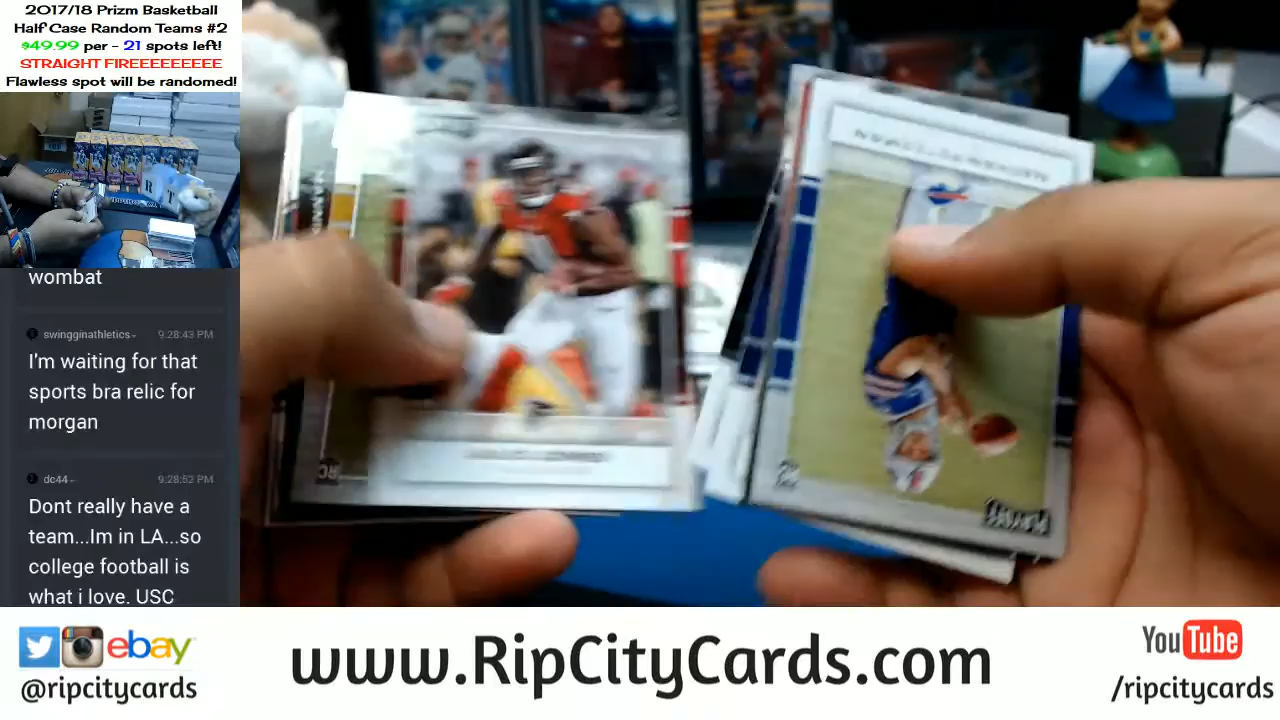 2017/18 Prizm Basketball
Half Case Random Teams #2
$49.99 per - 21 spots left!
STRAIGHT FIREEEEEEEEE
Flawless spot will be randomed!
wombat
swingginathletics
9:28:43 PM
I'm waiting for that
sports bra relic for
morgan
dc44
9:28:52 PM
Dont really have a
team...Im in LA...so
college football is
what i love. USC
RC
RC
ebay
@ripcitycards
www.RipCityCards.com
YouTube
/ripcitycards